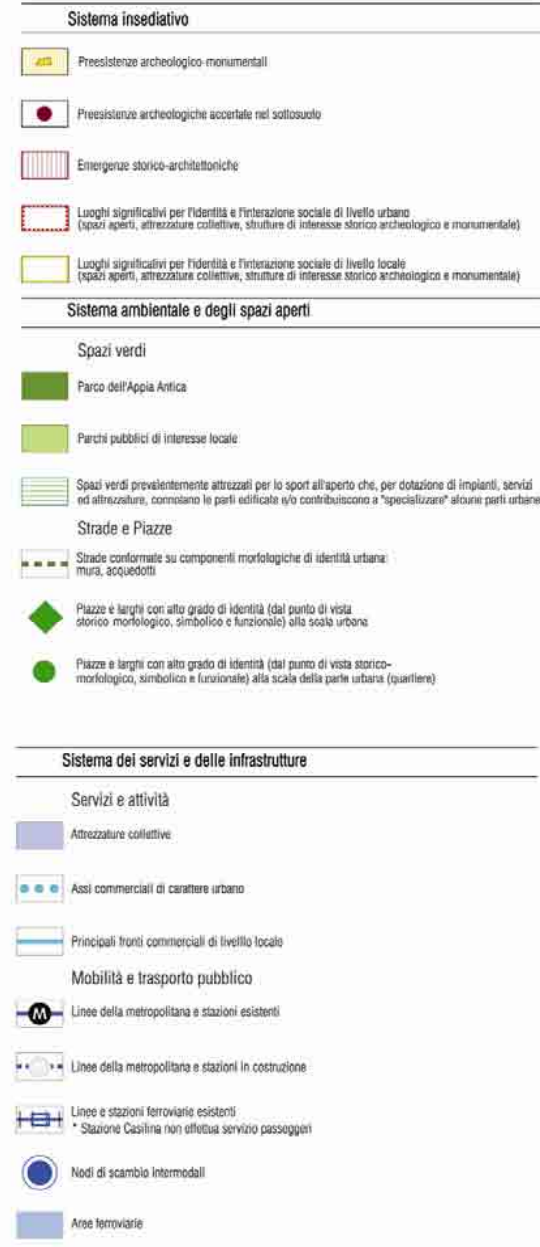 Sistema insediativo
Preesistenze archeologico-monumentali
Preesistenze archeologiche accertate nel sottosuolo
Emergenze storico-architettoniche
Luoghi significativi per l'identità e l'interazione sociale di livello urbano
(spazi aperti, attrezzature collettive, strutture di interesse storico archeologico e monumentale)
Luoghi significativi per l'identità e l'interazione sociale di livello locale
(spazi aperti, attrezzature collettive, strutture di interesse storico archeologico e monumentale)
Sistema ambientale e degli spazi aperti
Spazi verdi
Parco dell'Appia Antica
Parchi pubblici di interesse locale
Spazi verdi prevalentemente attrezzati per lo sport all'aperto che, per dotazione di impianti, servizi
ed attrezzature, connotano le parti edificate e/o contribuiscono a "specializzare" alcune parti urbane
Strade e Piazze
Strade conformate su componenti morfologiche di identità urbana:
mura, acquedotti
Piazze e larghi con alto grado di identità (dal punto di vista
storico morfologico, simbolico e funzionale) alla scala urbana
Piazze e larghi con alto grado di identità (dal punto di vista storico-
morfologico, simbolico e funzionale) alla scala della parte urbana (quartiere)
Sistema dei servizi e delle infrastrutture
Servizi e attività
Attrezzature collettive
Assi commerciali di carattere urbano
Principali fronti commerciali di livelllo locale
Mobilità e trasporto pubblico
M Linee della metropolitana e stazioni esistenti
Linee della metropolitana e stazioni in costruzione
Linee e stazioni ferroviarie esistenti
* Stazione Casilina non effettua servizio passeggeri
Nodi di scambio intermodali
Aree ferroviarie